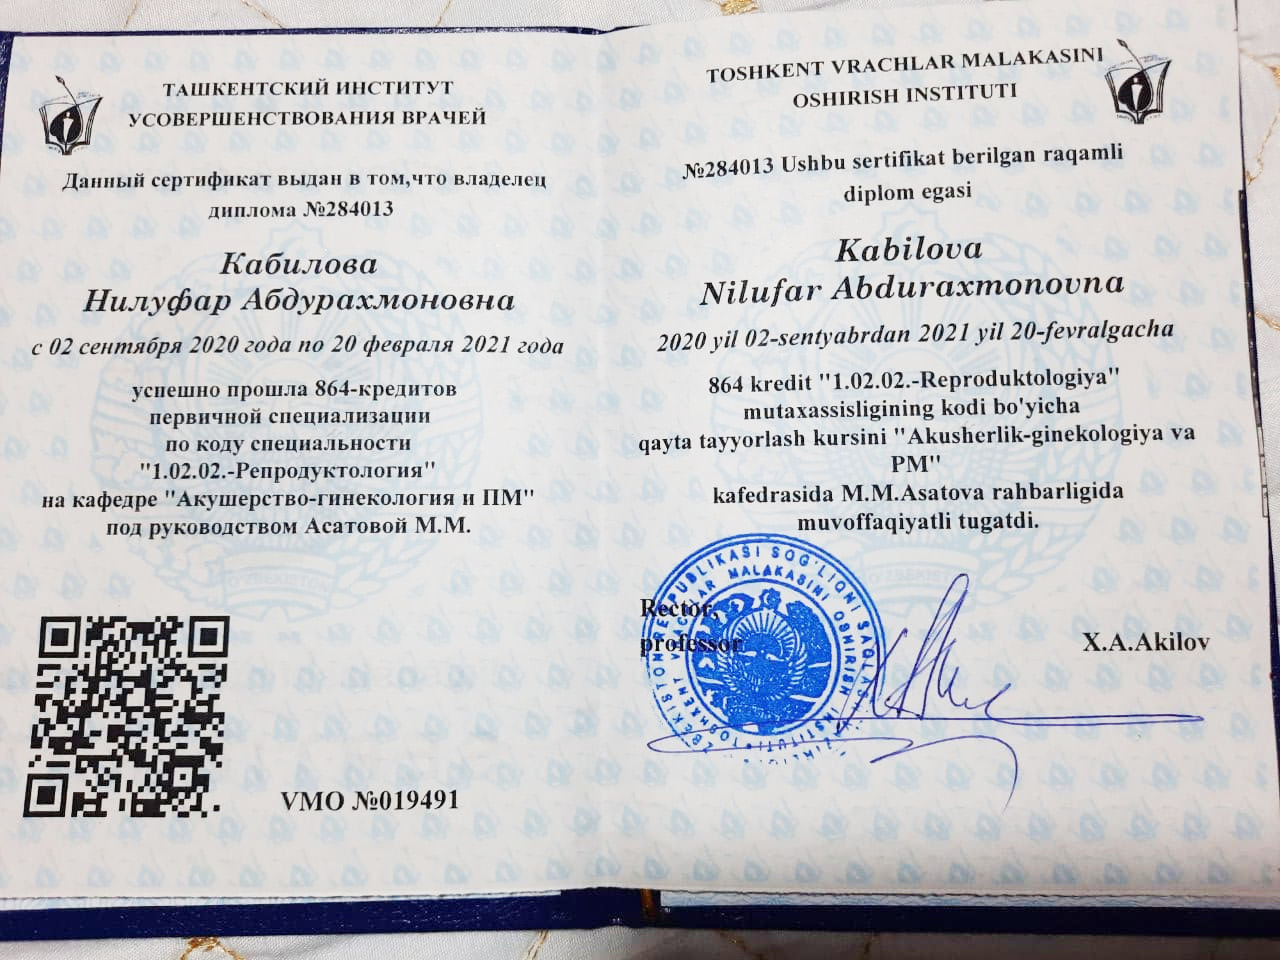 ТАШКЕНТСКИЙ ИНСТИТУТ
УСОВЕРШЕНСТВОВАНИЯ ВРАЧЕЙ
Данный сертификат выдан в том,что владелец
диплома №284013
Кабилова
Нилуфар Абдурахмоновна
с 02 сентября 2020 года по 20 февраля 2021 года
успешно прошла 864-кредитов
первичной специализации
по коду специальности
"1.02.02.-Репродуктология"
на кафедре "Акушерство-гинекология и ПМ"
под руководством Асатовой М.М.
VMO №019491
TOSHKENT VRACHLAR MALAKASINI
OSHIRISH INSTITUTI
№284013 Ushbu sertifikat berilgan raqamli
diplom egasi
Kabilova
Nilufar Abduraxmonovna
2020 yil 02-sentyabrdan 2021 yil 20-fevralgacha
864 kredit "1.02.02.-Reproduktologiya"
mutaxassisligining kodi bo'yicha
qayta tayyorlash kursini "Akusherlik-ginekologiya va
PM"
kafedrasida M.M.Asatova rahbarligida
muvoffaqiyatli tugatdi.
Rector,
professor
X.A.Akilov
REPUBLIKASI SOG'LIQNI
TOSHKENT VRACHLAR MALAKASINI OSHIRISH INSTITUTI
O'ZBEKISTON